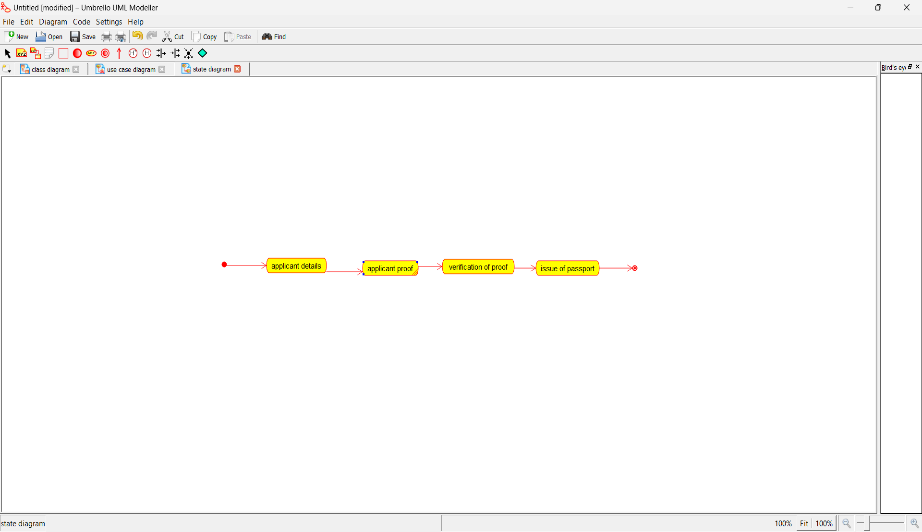 Untitled [modified] – Umbrello UML Modeller
File Edit Diagram Code Settings Help
New Open Save Cut Copy Paste Find
class diagram use case diagram state diagram
Bird's eye
applicant details applicant proof verification of proof issue of passport
state diagram 100% Fit 100%